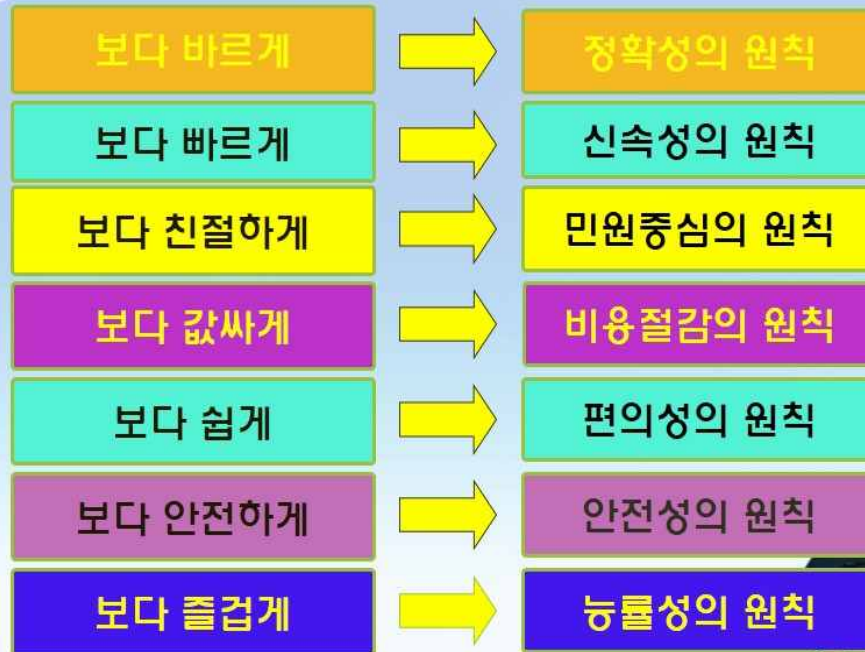 보다 바르게 정확성의 원칙
보다 빠르게 신속성의 원칙
보다 친절하게 민원중심의 원칙
보다 값싸게 비용절감의 원칙
보다 쉽게 편의성의 원칙
보다 안전하게 안전성의 원칙
보다 즐겁게 능률성의 원칙